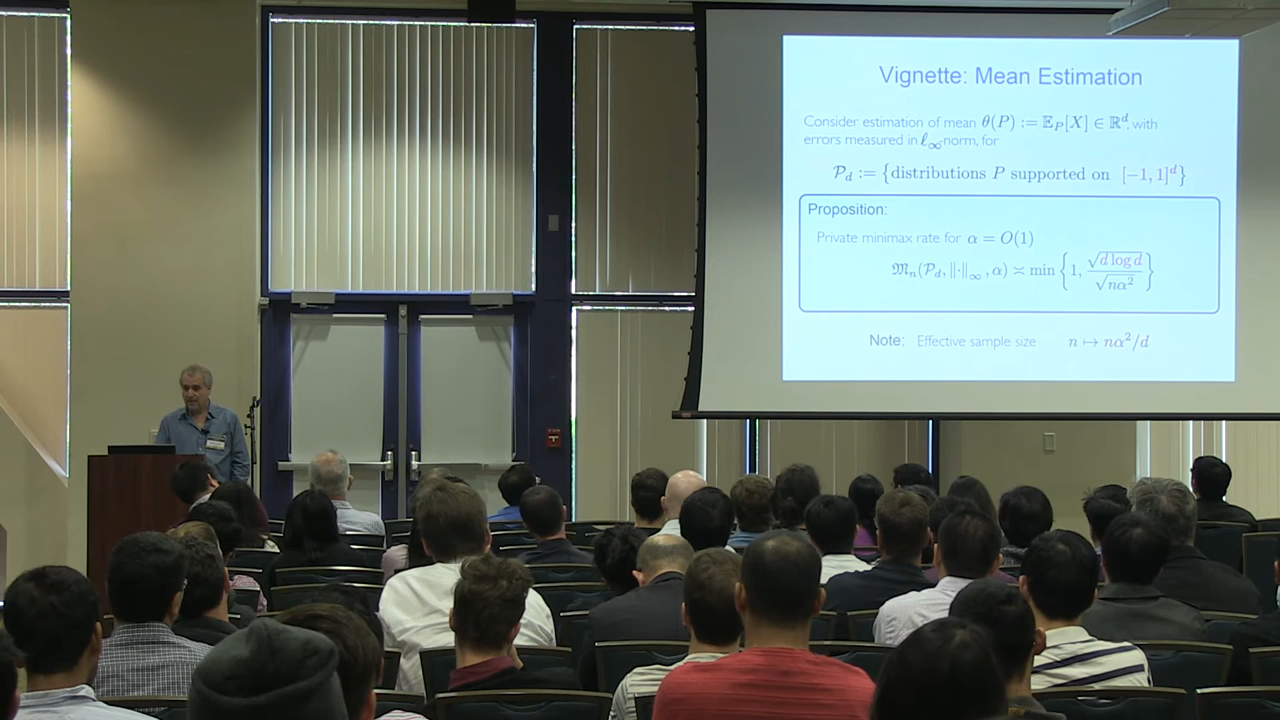 Vignette: Mean Estimation
Consider estimation of mean θ(P) := 𝔼_P[X] ∈ ℝ^d, with
errors measured in ℓ_∞-norm, for
𝒫_d := {distributions P supported on [−1, 1]^d}
Proposition:
Private minimax rate for α = O(1)
𝔐_n(𝒫_d, ‖·‖_∞, α) ≍ min {1, √(d log d) / √(nα²)}
Note: Effective sample size n ↦ nα²/d